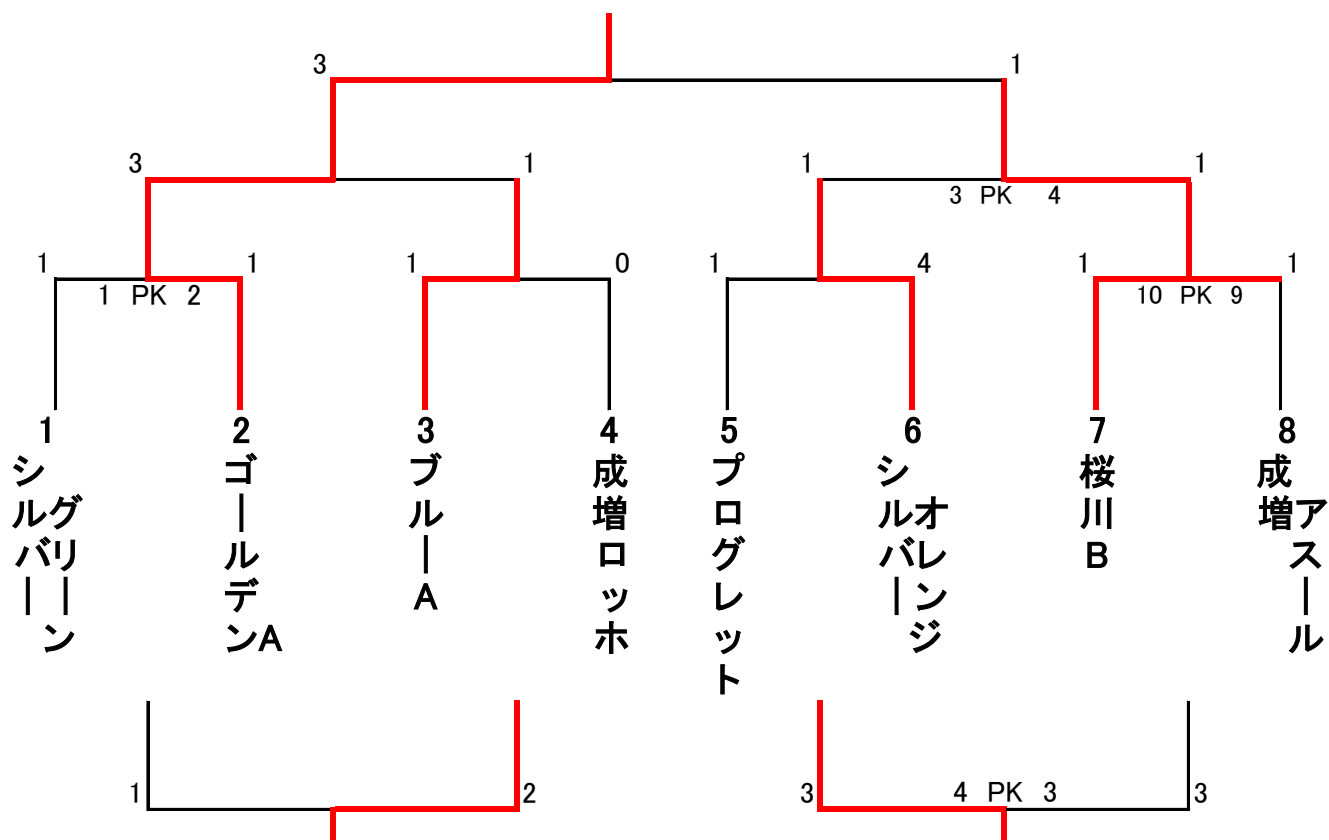 3 1
3 1 1 1
3 PK 4
1 1 1 0 1 4 1 1
1 PK 2 10 PK 9
1 2 3 4 5 6 7 8
シルバー
グリーン
ゴールデンA
ブルーA
成増ロッホ
プログレット
シルバー
オレンジ
桜川B
成増
アスール
1 2 3 4 PK 3 3